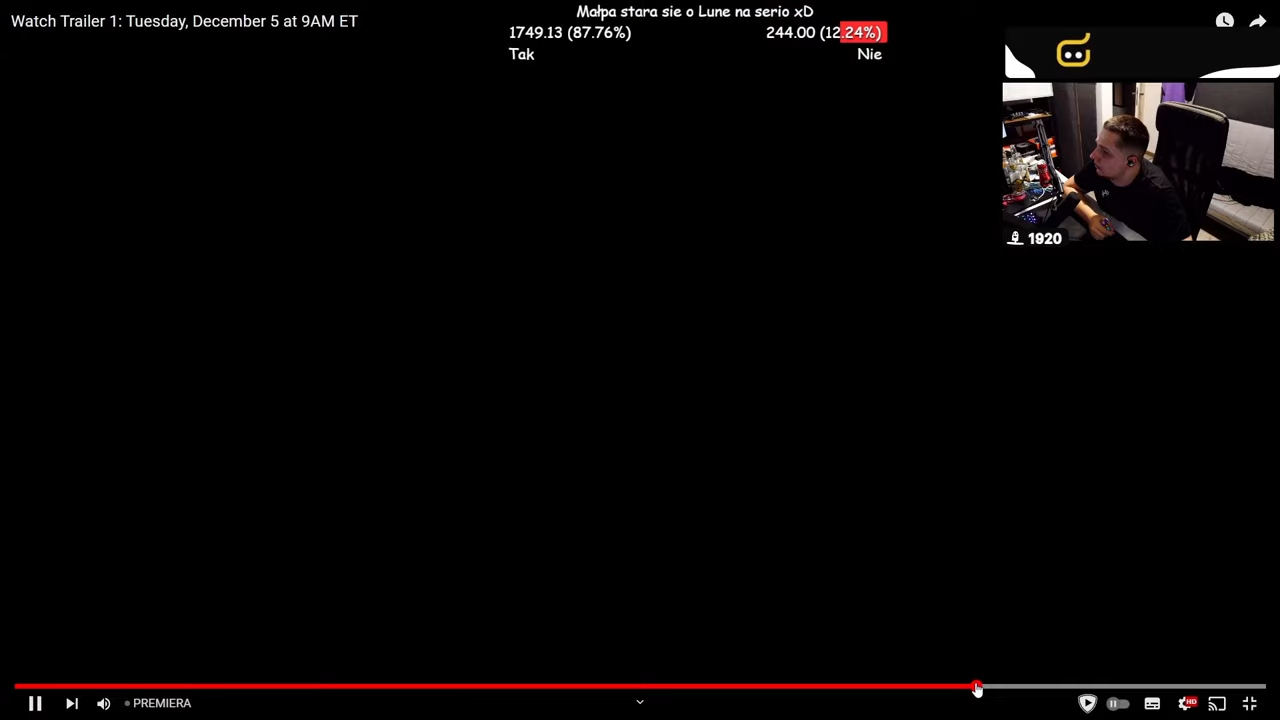 Watch Trailer 1: Tuesday, December 5 at 9AM ET
Małpa stara sie o Lune na serio xD
1749.13 (87.76%)
244.00 (12.24%)
Tak
Nie
1920
PREMIERA
HD